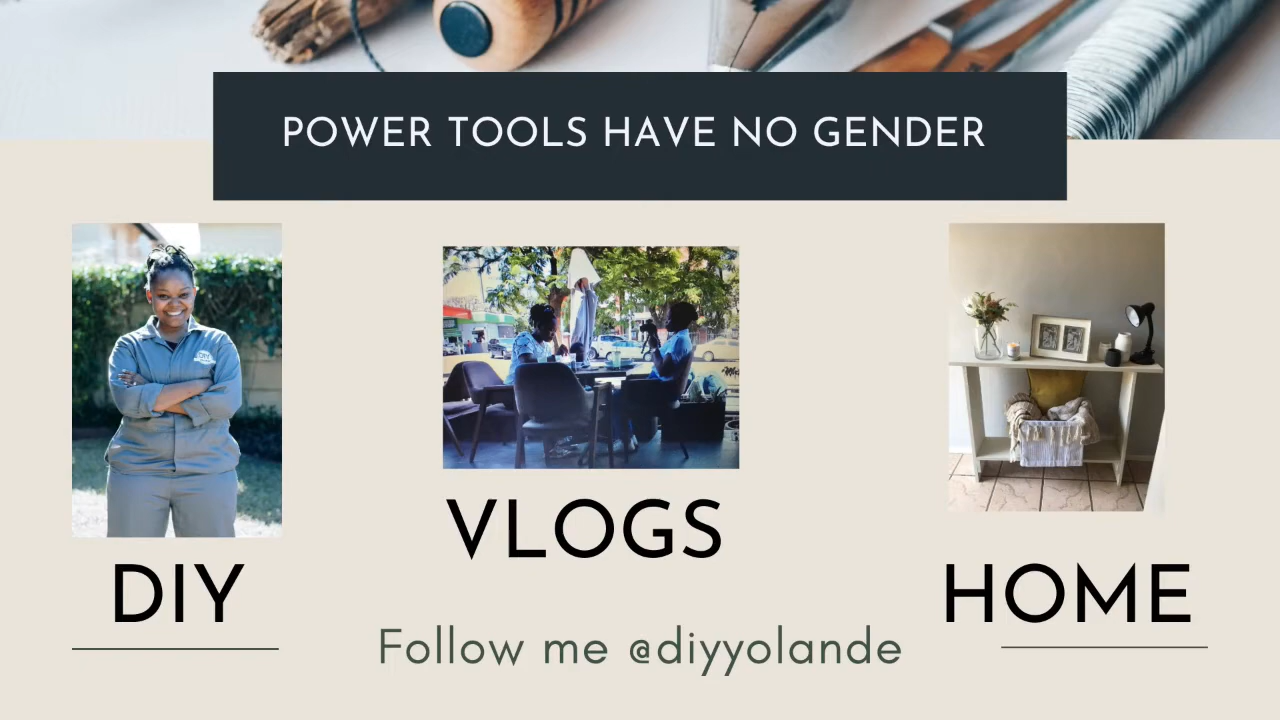 POWER TOOLS HAVE NO GENDER
DIY
VLOGS
HOME
Follow me @diyyolande